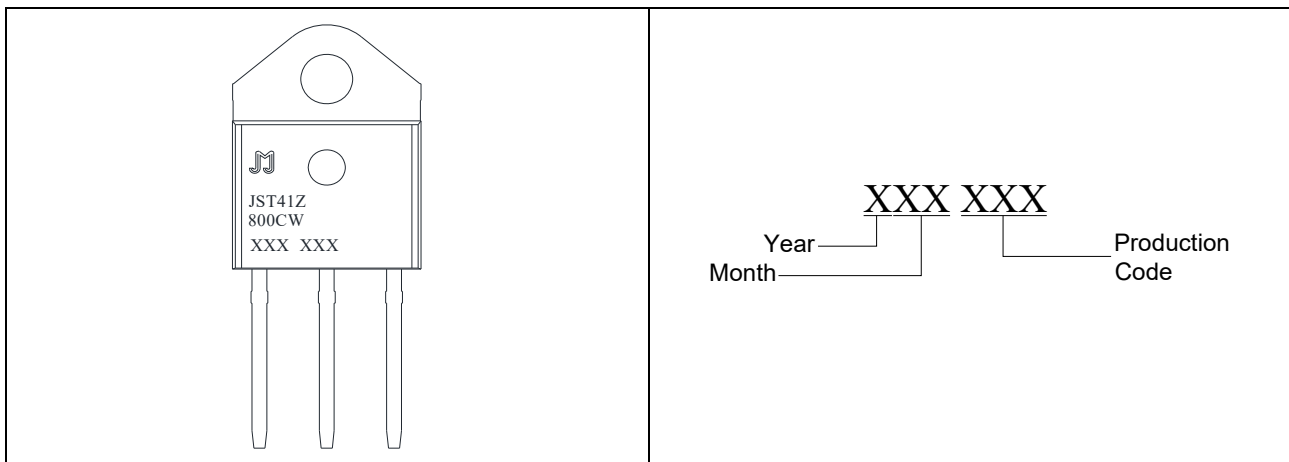 JST41Z
800CW
XXX XXX
XXX XXX
Year
Month
Production
Code